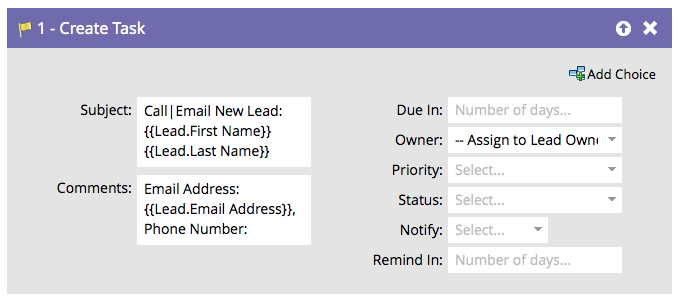 1 - Create Task
Add Choice
Subject:
Call|Email New Lead:
{{Lead.First Name}}
{{Lead.Last Name}}
Comments:
Email Address:
{{Lead.Email Address}},
Phone Number:
Due In: Number of days...
Owner: -- Assign to Lead Owne
Priority: Select...
Status: Select...
Notify: Select...
Remind In: Number of days...